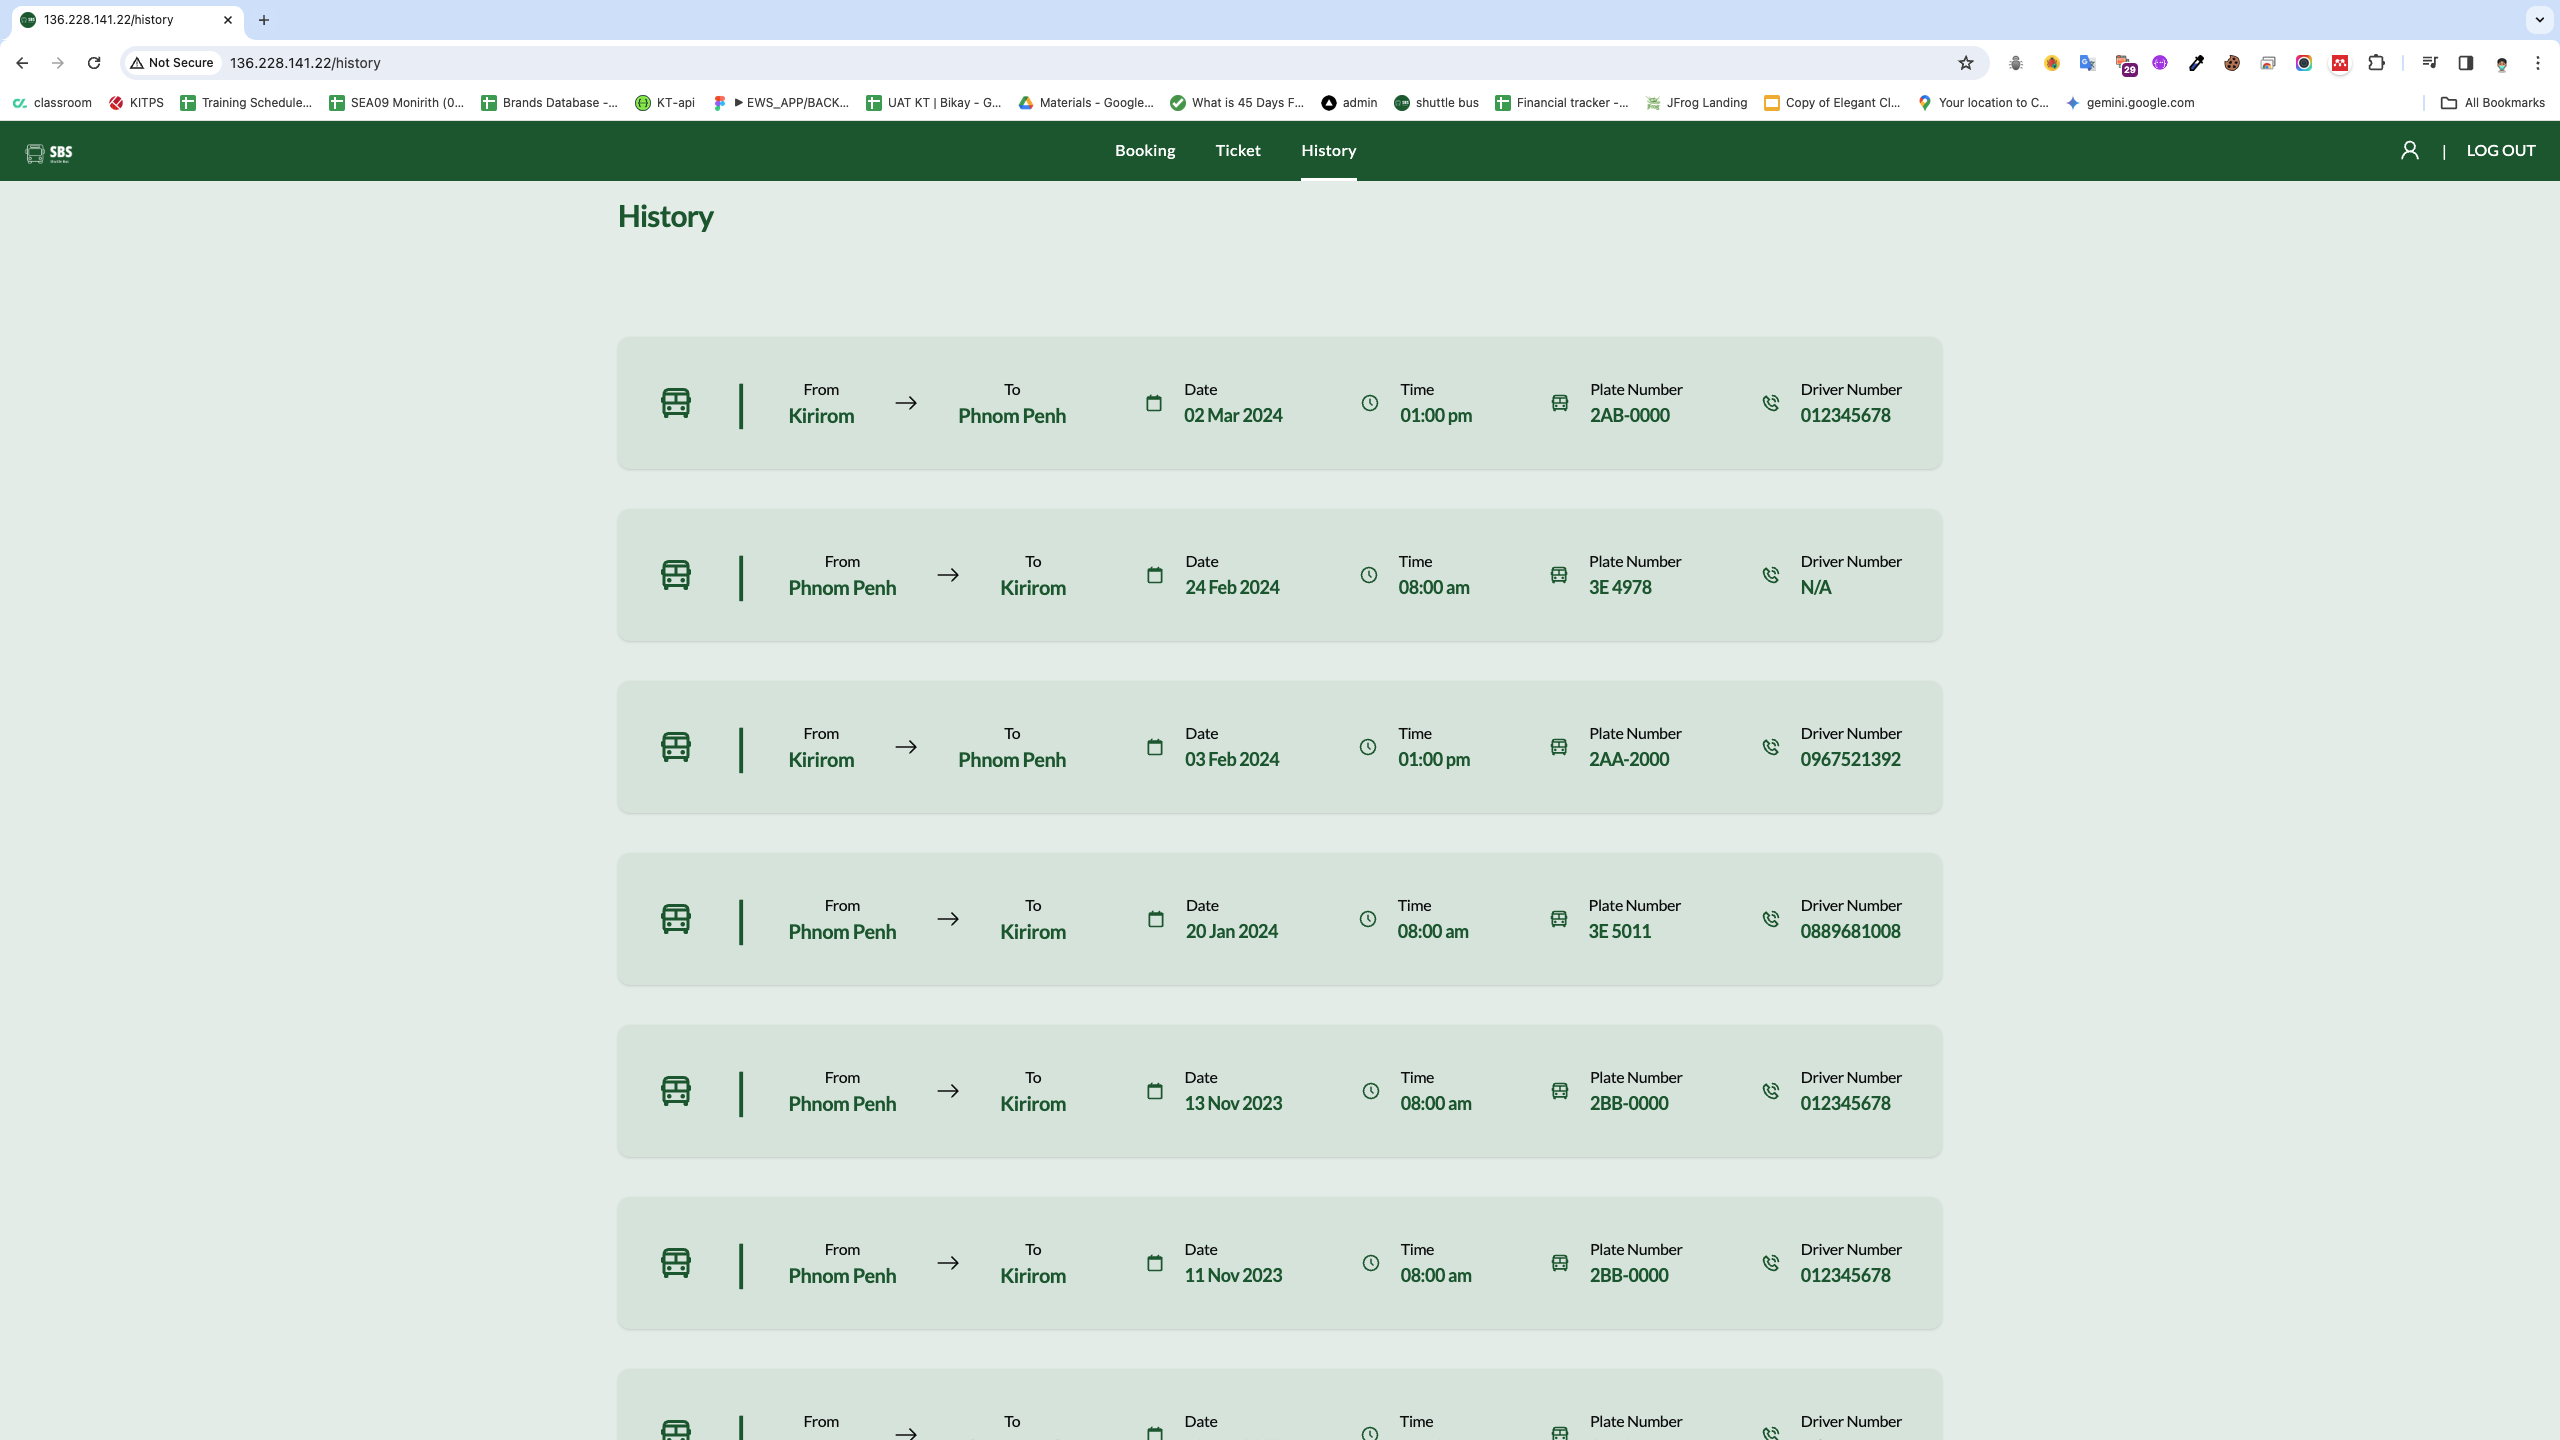 136.228.141.22/history
Not Secure 136.228.141.22/history 29
classroom KITPS Training Schedule... SEA09 Monirith (0... Brands Database -... KT-api ▶ EWS_APP/BACK... UAT KT | Bikay - G... Materials - Google... What is 45 Days F... admin shuttle bus Financial tracker -... JFrog Landing Copy of Elegant Cl... Your location to C... gemini.google.com All Bookmarks
SBS Booking Ticket History | LOG OUT
History
From To Date Time Plate Number Driver Number
Kirirom Phnom Penh 02 Mar 2024 01:00 pm 2AB-0000 012345678
From To Date Time Plate Number Driver Number
Phnom Penh Kirirom 24 Feb 2024 08:00 am 3E 4978 N/A
From To Date Time Plate Number Driver Number
Kirirom Phnom Penh 03 Feb 2024 01:00 pm 2AA-2000 0967521392
From To Date Time Plate Number Driver Number
Phnom Penh Kirirom 20 Jan 2024 08:00 am 3E 5011 0889681008
From To Date Time Plate Number Driver Number
Phnom Penh Kirirom 13 Nov 2023 08:00 am 2BB-0000 012345678
From To Date Time Plate Number Driver Number
Phnom Penh Kirirom 11 Nov 2023 08:00 am 2BB-0000 012345678
From To Date Time Plate Number Driver Number